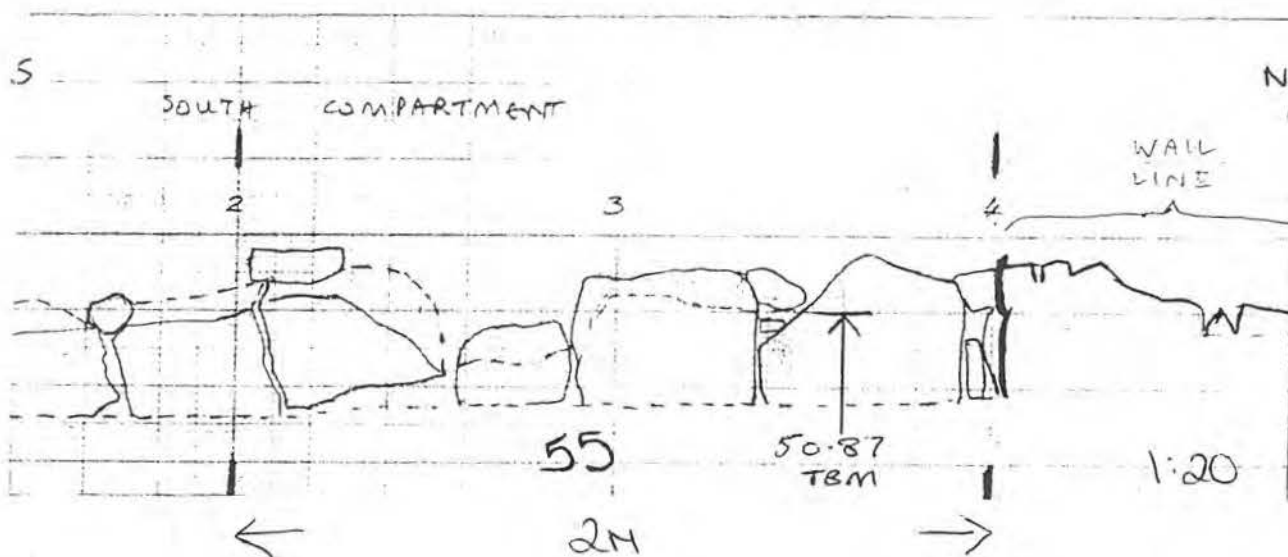 S
N
SOUTH COMPARTMENT
WALL
LINE
2
3
4
55
50.87
TBM
1:20
2M